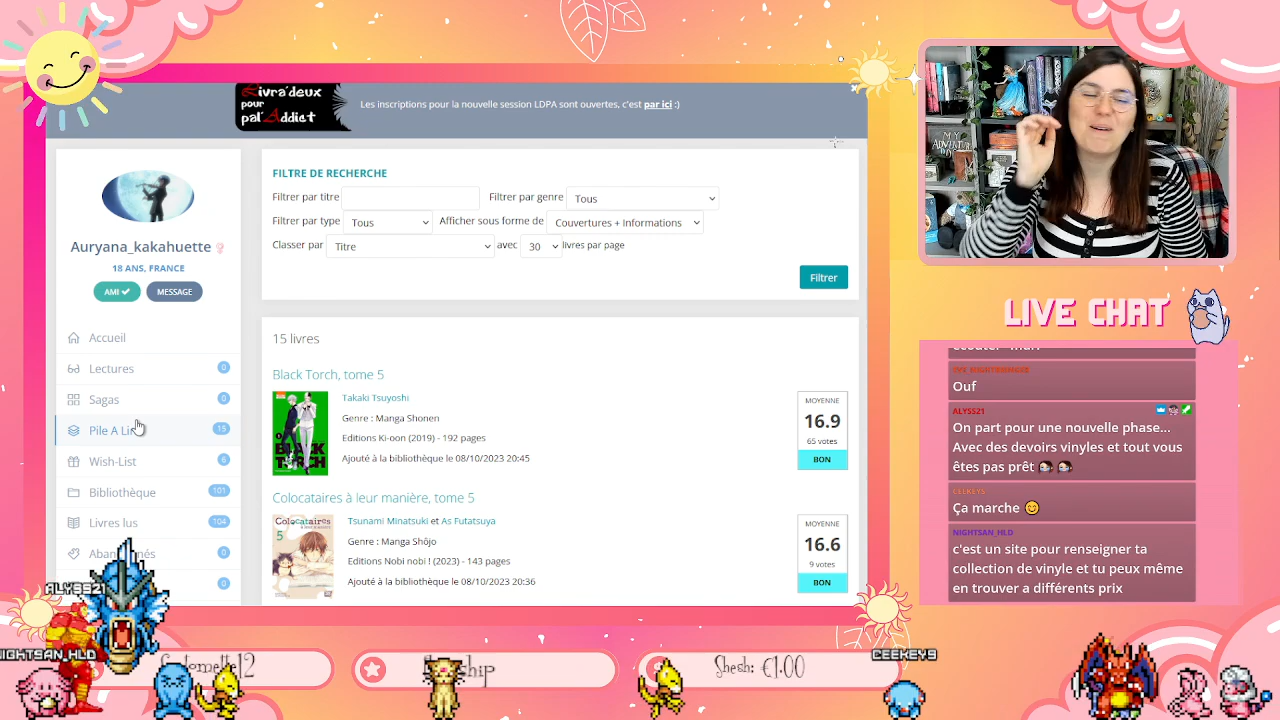 Livra'deux
pour
pal'Addict
Les inscriptions pour la nouvelle session LDPA sont ouvertes, c'est par ici :)
Auryana_kakahuette
18 ANS, FRANCE
AMI
MESSAGE
Accueil
Lectures 0
Sagas 0
Pile A Li 15
Wish-List 6
Bibliothèque 101
Livres lus 104
0
0
FILTRE DE RECHERCHE
Filtrer par titre
Filtrer par genre Tous
Filtrer par type Tous
Afficher sous forme de Couvertures + Informations
Classer par Titre avec 30 livres par page
Filtrer
15 livres
Black Torch, tome 5
Takaki Tsuyoshi
Genre : Manga Shonen
Editions Ki-oon (2019) - 192 pages
Ajouté à la bibliothèque le 08/10/2023 20:45
BLACK
TORCH
MOYENNE
16.9
65 votes
BON
Colocataires à leur manière, tome 5
Tsunami Minatsuki et As Futatsuya
Genre : Manga Shôjo
Editions Nobi nobi ! (2023) - 143 pages
Ajouté à la bibliothèque le 08/10/2023 20:36
Colocataires
5
MOYENNE
16.6
9 votes
BON
MY
LIVE CHAT
Ouf
ALYSS21
On part pour une nouvelle phase...
Avec des devoirs vinyles et tout vous
êtes pas prêt
CEEKEYS
Ça marche
NIGHTSAN_HLD
c'est un site pour renseigner ta
collection de vinyle et tu peux même
en trouver a différents prix
ALYSS21
NIGHTSAN_HLD
CEEKEYS
Shesh: €1.00